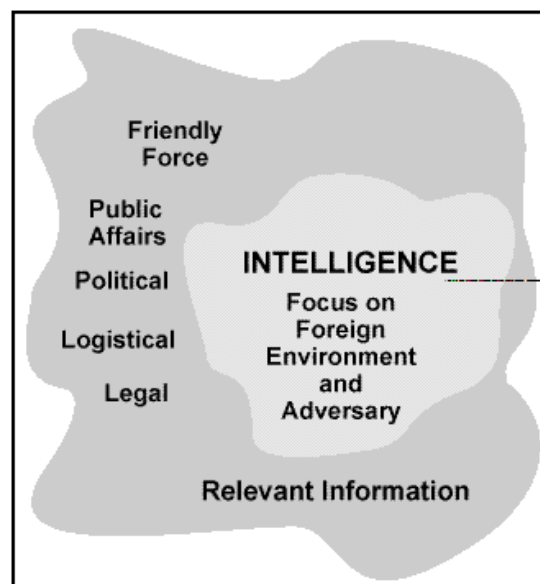 Friendly
Force
Public
Affairs
Political
Logistical
Legal
INTELLIGENCE
Focus on
Foreign
Environment
and
Adversary
Relevant Information